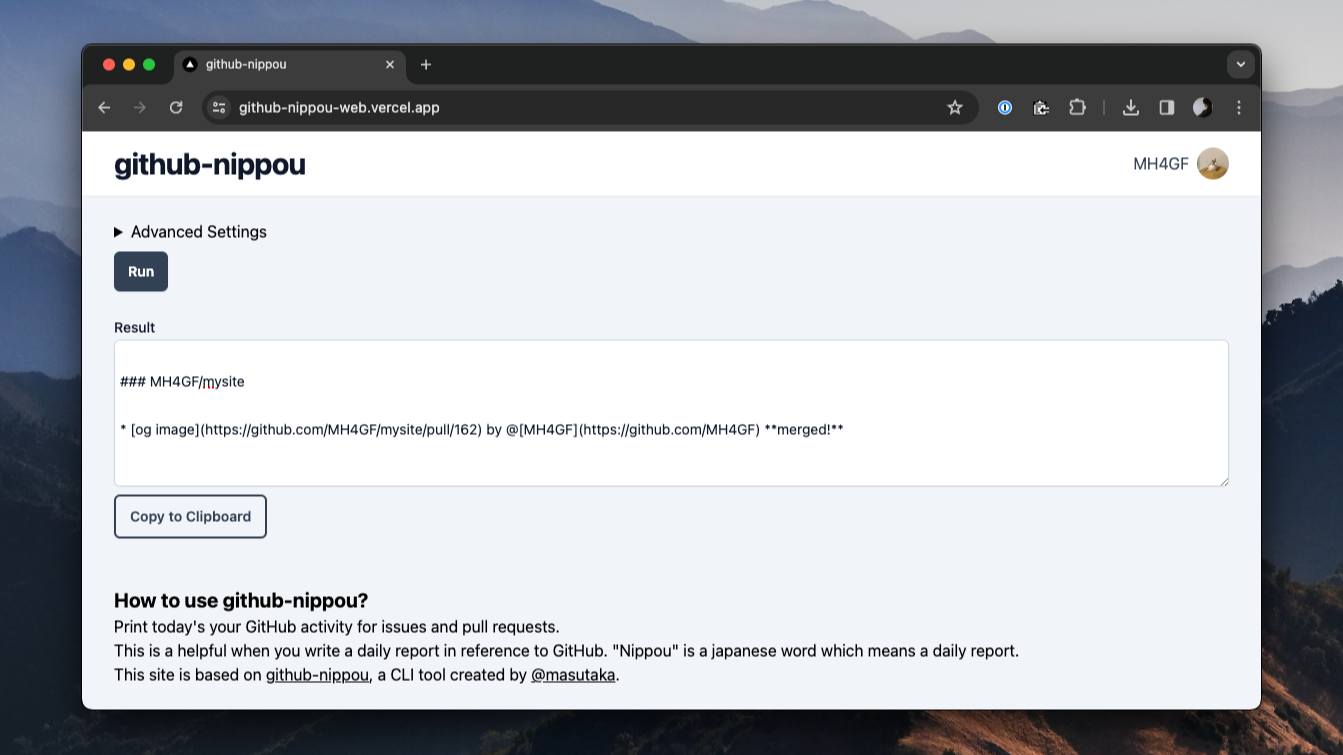 github-nippou
github-nippou-web.vercel.app
github-nippou
MH4GF
Advanced Settings
Run
Result
### MH4GF/mysite
* [og image](https://github.com/MH4GF/mysite/pull/162) by @[MH4GF](https://github.com/MH4GF) **merged!**
Copy to Clipboard
How to use github-nippou?
Print today's your GitHub activity for issues and pull requests.
This is a helpful when you write a daily report in reference to GitHub. "Nippou" is a japanese word which means a daily report.
This site is based on github-nippou, a CLI tool created by @masutaka.